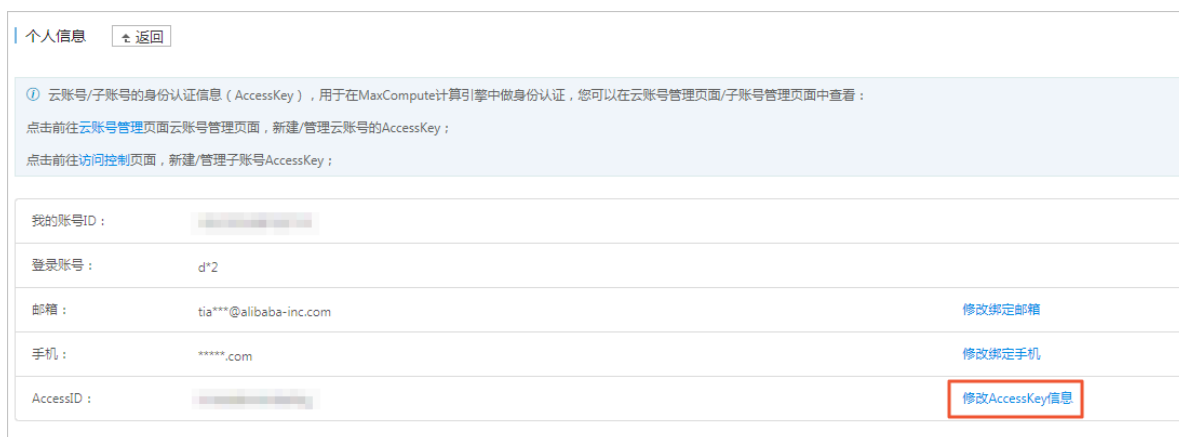 个人信息 返回
云账号/子账号的身份认证信息（AccessKey），用于在MaxCompute计算引擎中做身份认证，您可以在云账号管理页面/子账号管理页面中查看：
点击前往云账号管理页面云账号管理页面，新建/管理云账号的AccessKey；
点击前往访问控制页面，新建/管理子账号AccessKey；
我的账号ID：
登录账号： d*2
邮箱： tia***@alibaba-inc.com 修改绑定邮箱
手机： *****.com 修改绑定手机
AccessID： 修改AccessKey信息